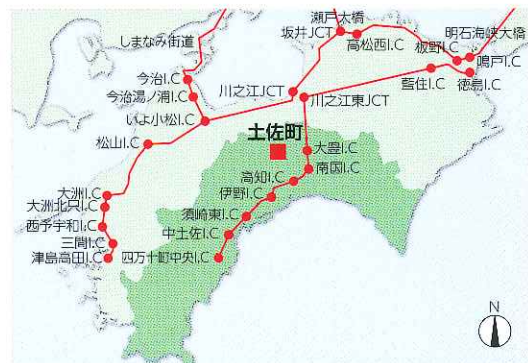 瀬戸大橋
しまなみ街道
坂井JCT
高松西I.C
板野I.C
明石海峡大橋
鳴戸I.C
徳島I.C
藍住I.C
今治I.C
今治湯ノ浦I.C
いよ小松I.C
川之江JCT
川之江東JCT
松山I.C
土佐町
大豊I.C
南国I.C
高知I.C
伊野I.C
須崎東I.C
中土佐I.C
四万十町中央I.C
大洲I.C
大洲北只I.C
西予宇和I.C
三間I.C
津島高田I.C
N